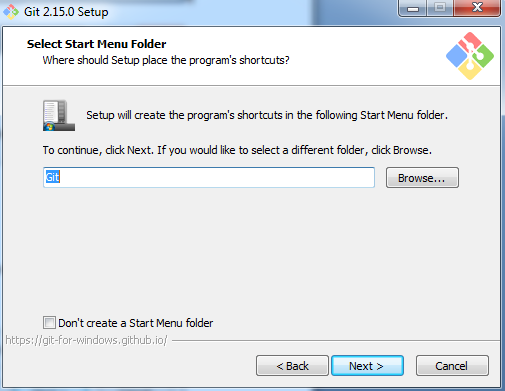 Git 2.15.0 Setup
Select Start Menu Folder
Where should Setup place the program's shortcuts?
Setup will create the program's shortcuts in the following Start Menu folder.
To continue, click Next. If you would like to select a different folder, click Browse.
Git
Browse...
Don't create a Start Menu folder
https://git-for-windows.github.io/
< Back
Next >
Cancel